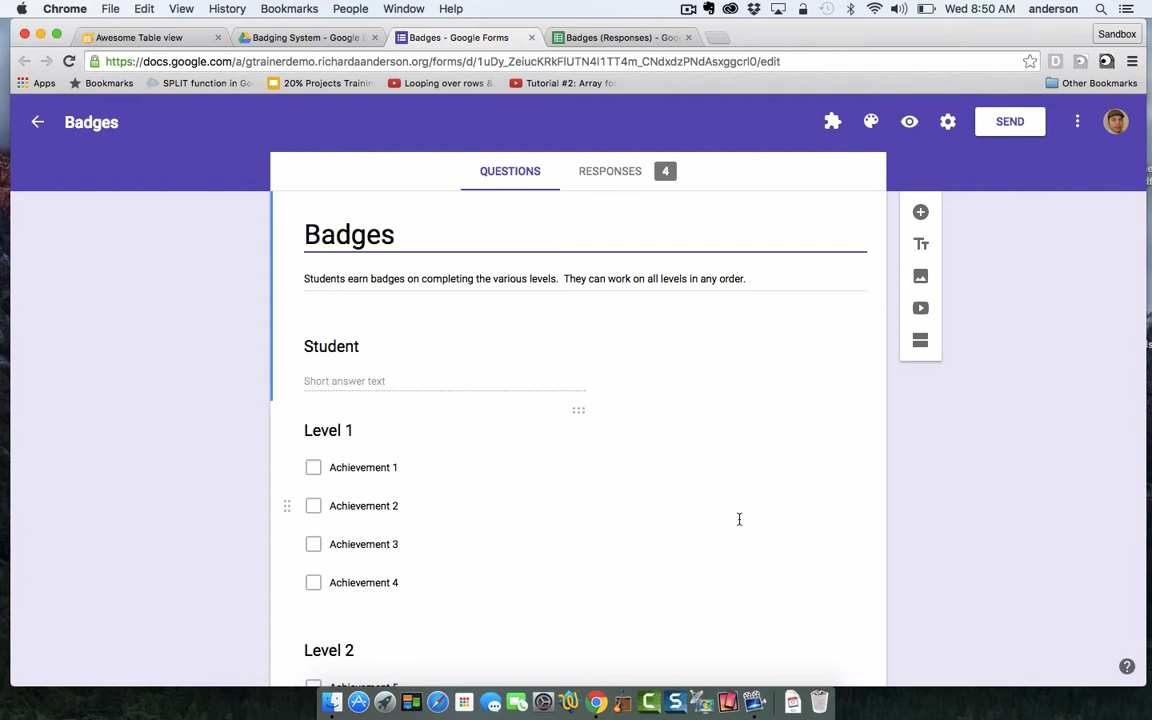 Chrome File Edit View History Bookmarks People Window Help Wed 8:50 AM anderson
Awesome Table view × Badging System - Google D × Badges - Google Forms × Badges (Responses) - Goo × Sandbox
https://docs.google.com/a/gtrainerdemo.richardaanderson.org/forms/d/1uDy_ZeiucKRkFlUTN4I1TT4m_CNdxdzPNdAsxggcrI0/edit
Apps Bookmarks SPLIT function in Go 20% Projects Trainin Looping over rows & Tutorial #2: Array for Other Bookmarks
Badges SEND
QUESTIONS RESPONSES 4
Badges
Students earn badges on completing the various levels. They can work on all levels in any order.
Student
Short answer text
Level 1
Achievement 1
Achievement 2
Achievement 3
Achievement 4
Level 2